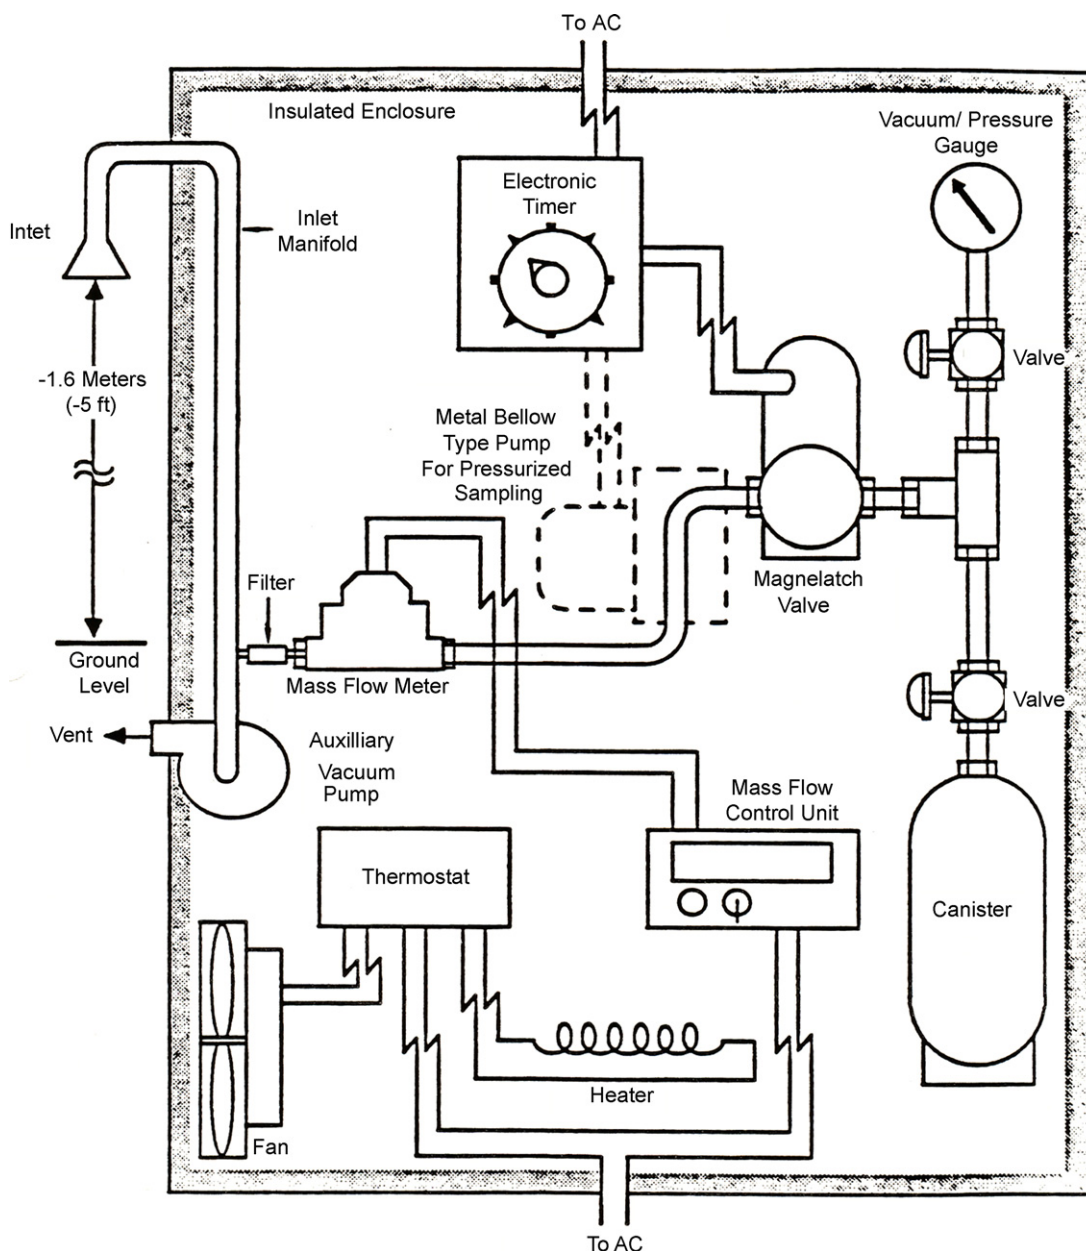 To AC
Insulated Enclosure
Vacuum/ Pressure
Gauge
Electronic
Timer
Intet
Inlet
Manifold
Valve
-1.6 Meters
(-5 ft)
Metal Bellow
Type Pump
For Pressurized
Sampling
Filter
Magnelatch
Valve
Ground
Level
Mass Flow Meter
Valve
Vent
Auxilliary
Vacuum
Pump
Mass Flow
Control Unit
Thermostat
Canister
Heater
Fan
To AC